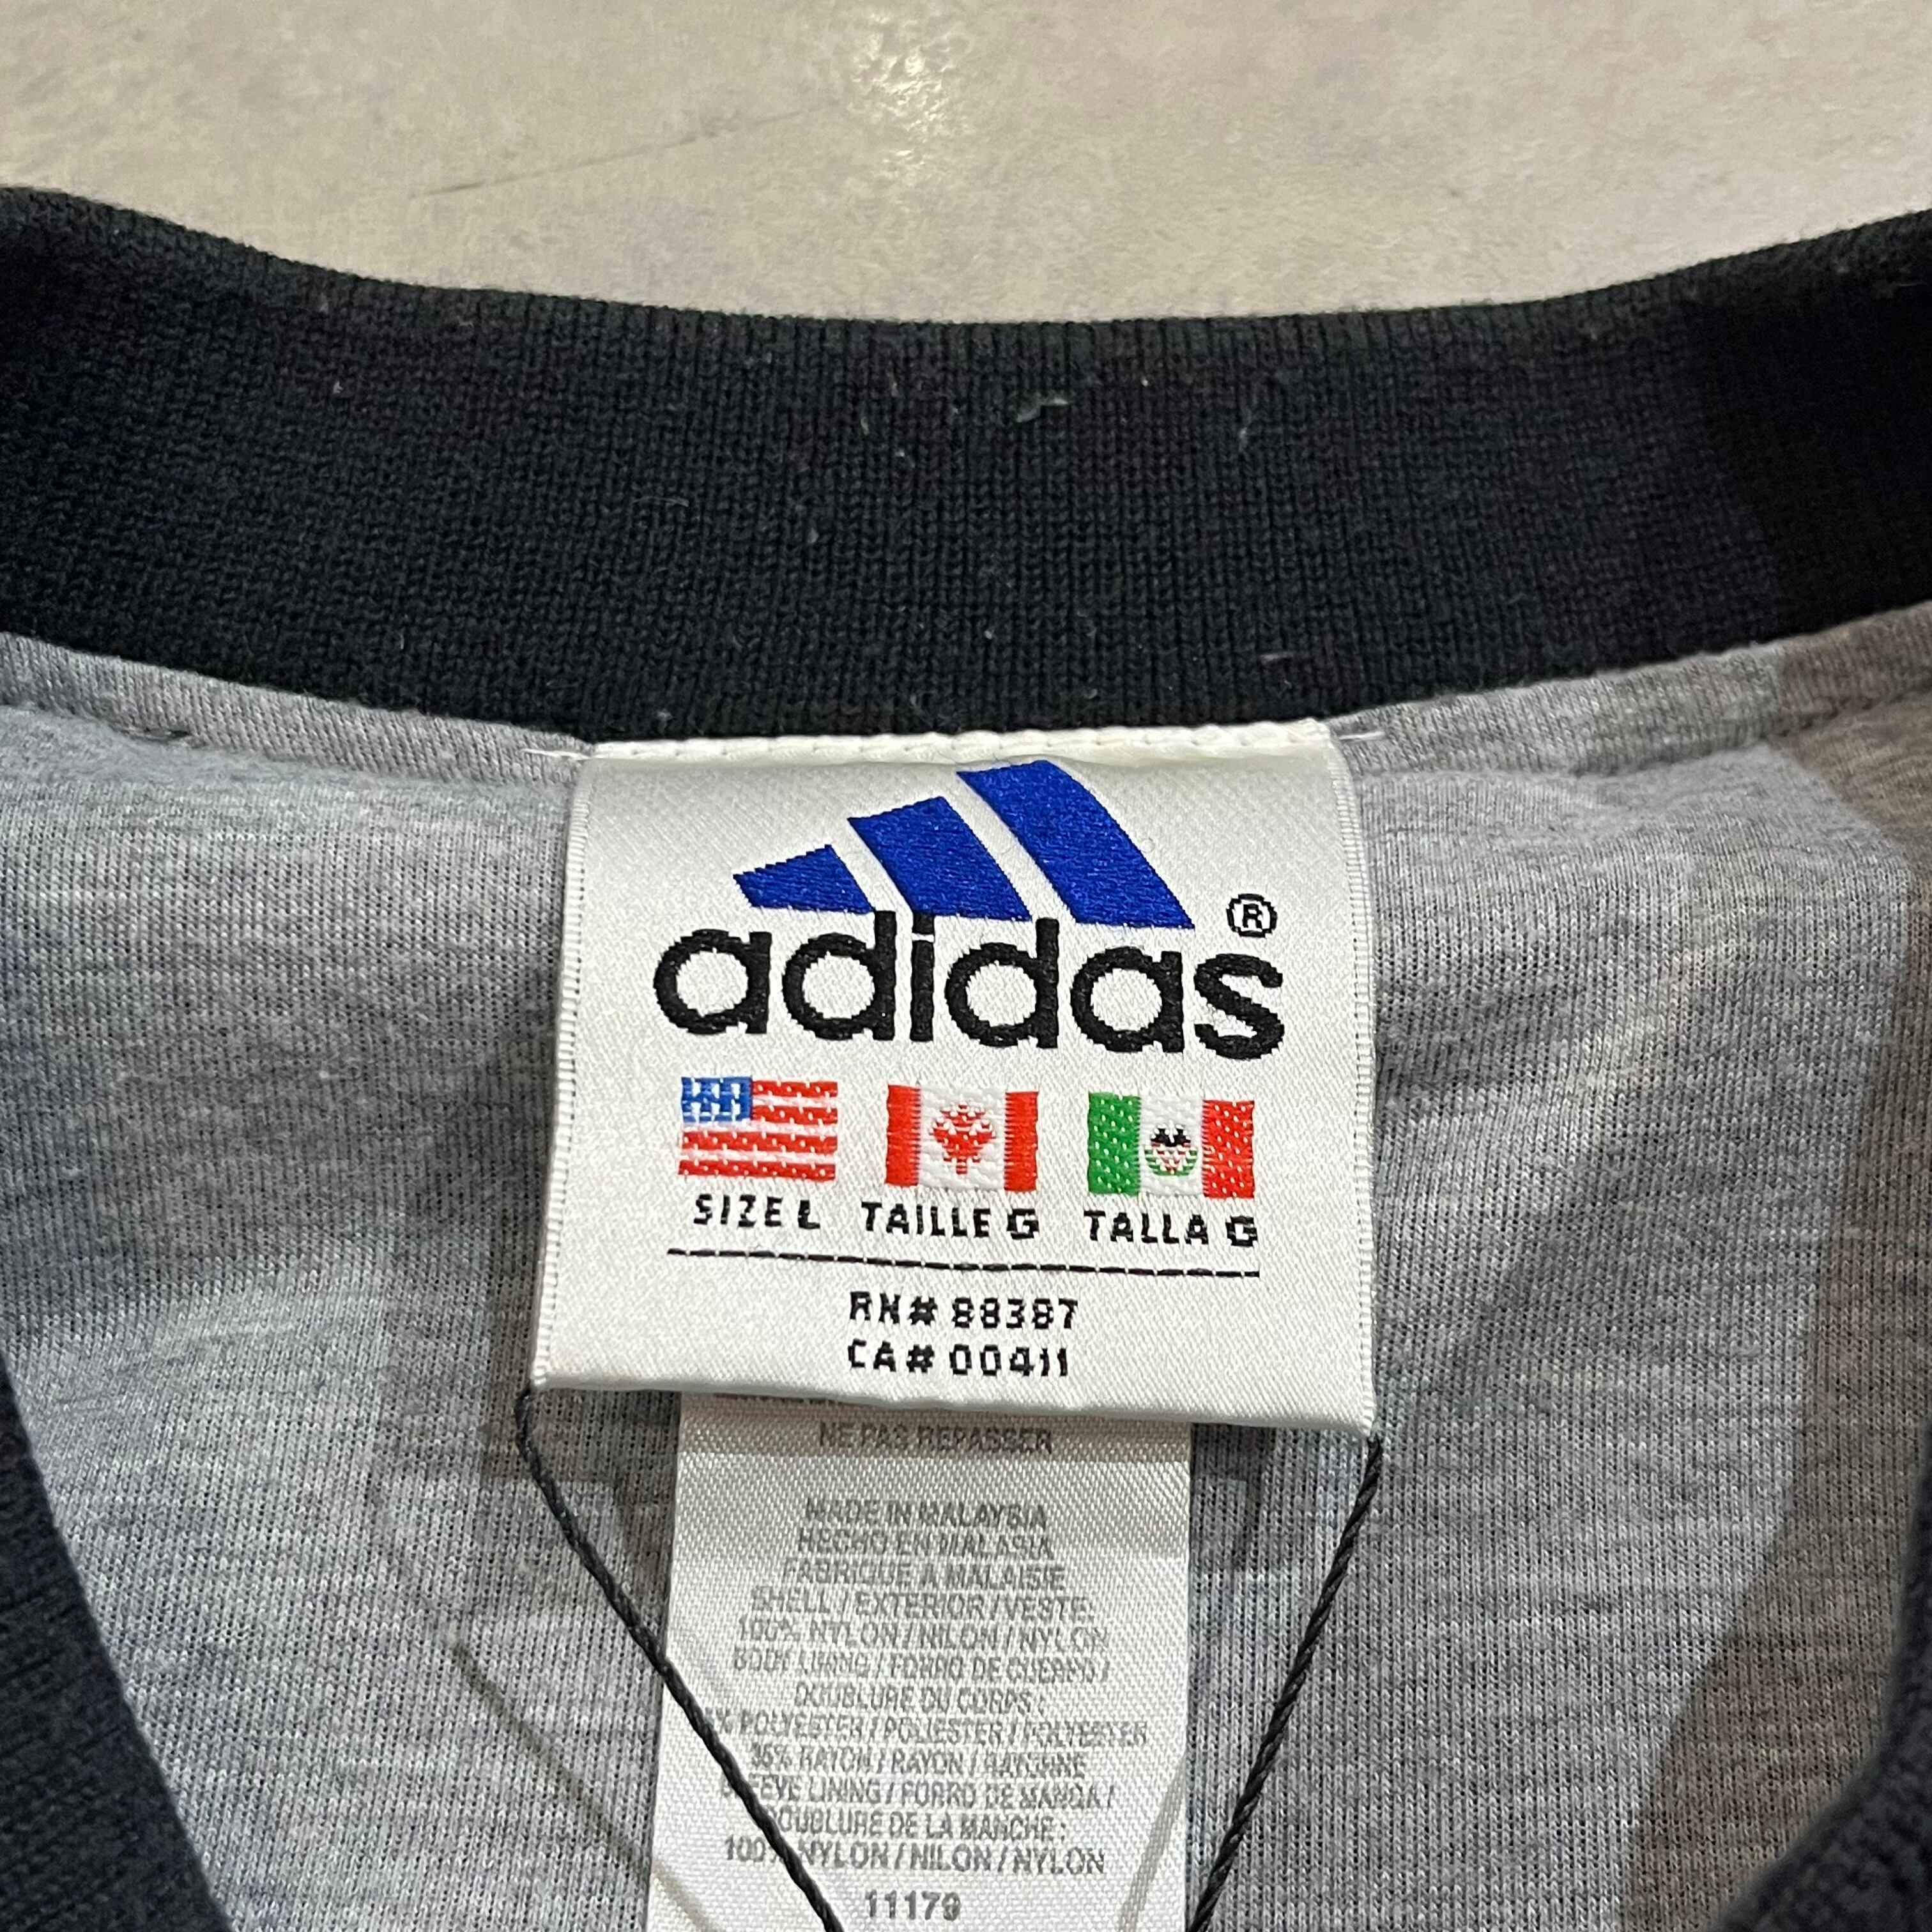 adidas®
SIZE L TAILLE G TALLA G
RN# 88387
CA# 00411
NE PAS REPASSER
MADE IN MALAYSIA
HECHO EN MALASIA
FABRIQUE A MALAISIE
SHELL / EXTERIOR / VESTE:
100% NYLON / NILON / NYLON
BODY LINING / FORRO DE CUERPO /
DOUBLURE DU CORPS :
POLYESTER / POLIESTER / POLYESTER
35% RAYON / RAYON / RAYONNE
LINING / FORRO DE MANGA /
DOUBLURE DE LA MANCHE :
100% NYLON / NILON / NYLON
11179